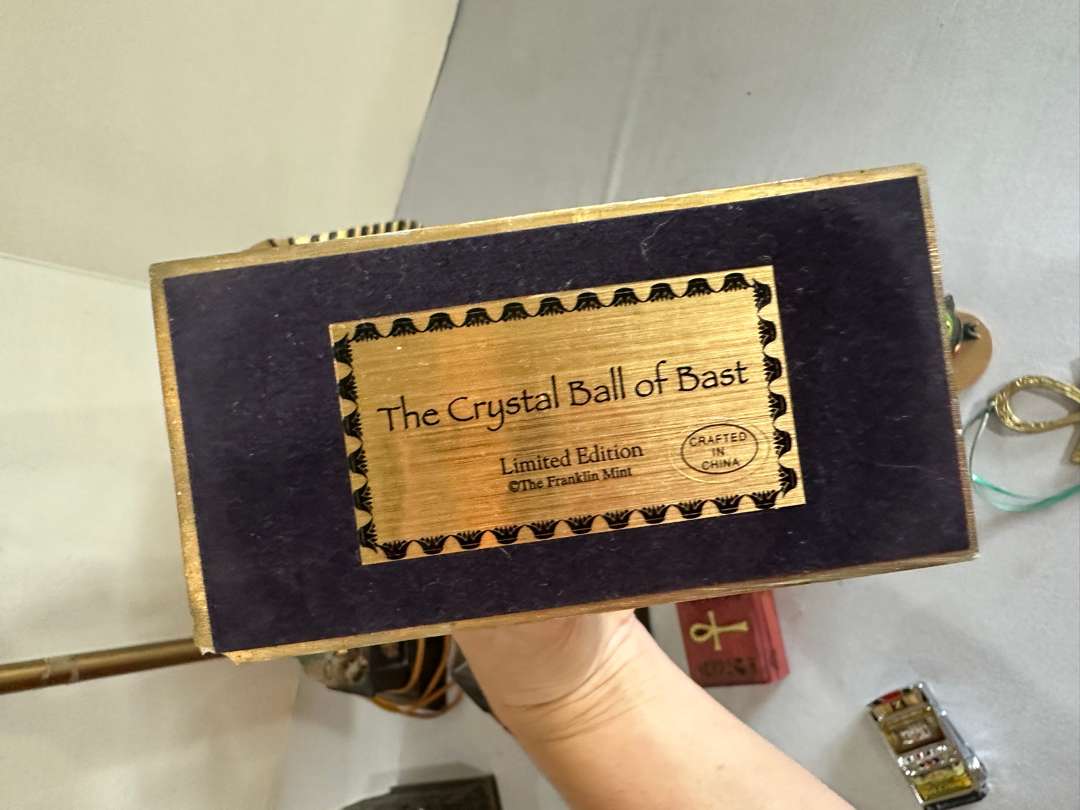 The Crystal Ball of Bast
Limited Edition
©The Franklin Mint
CRAFTED
IN
CHINA